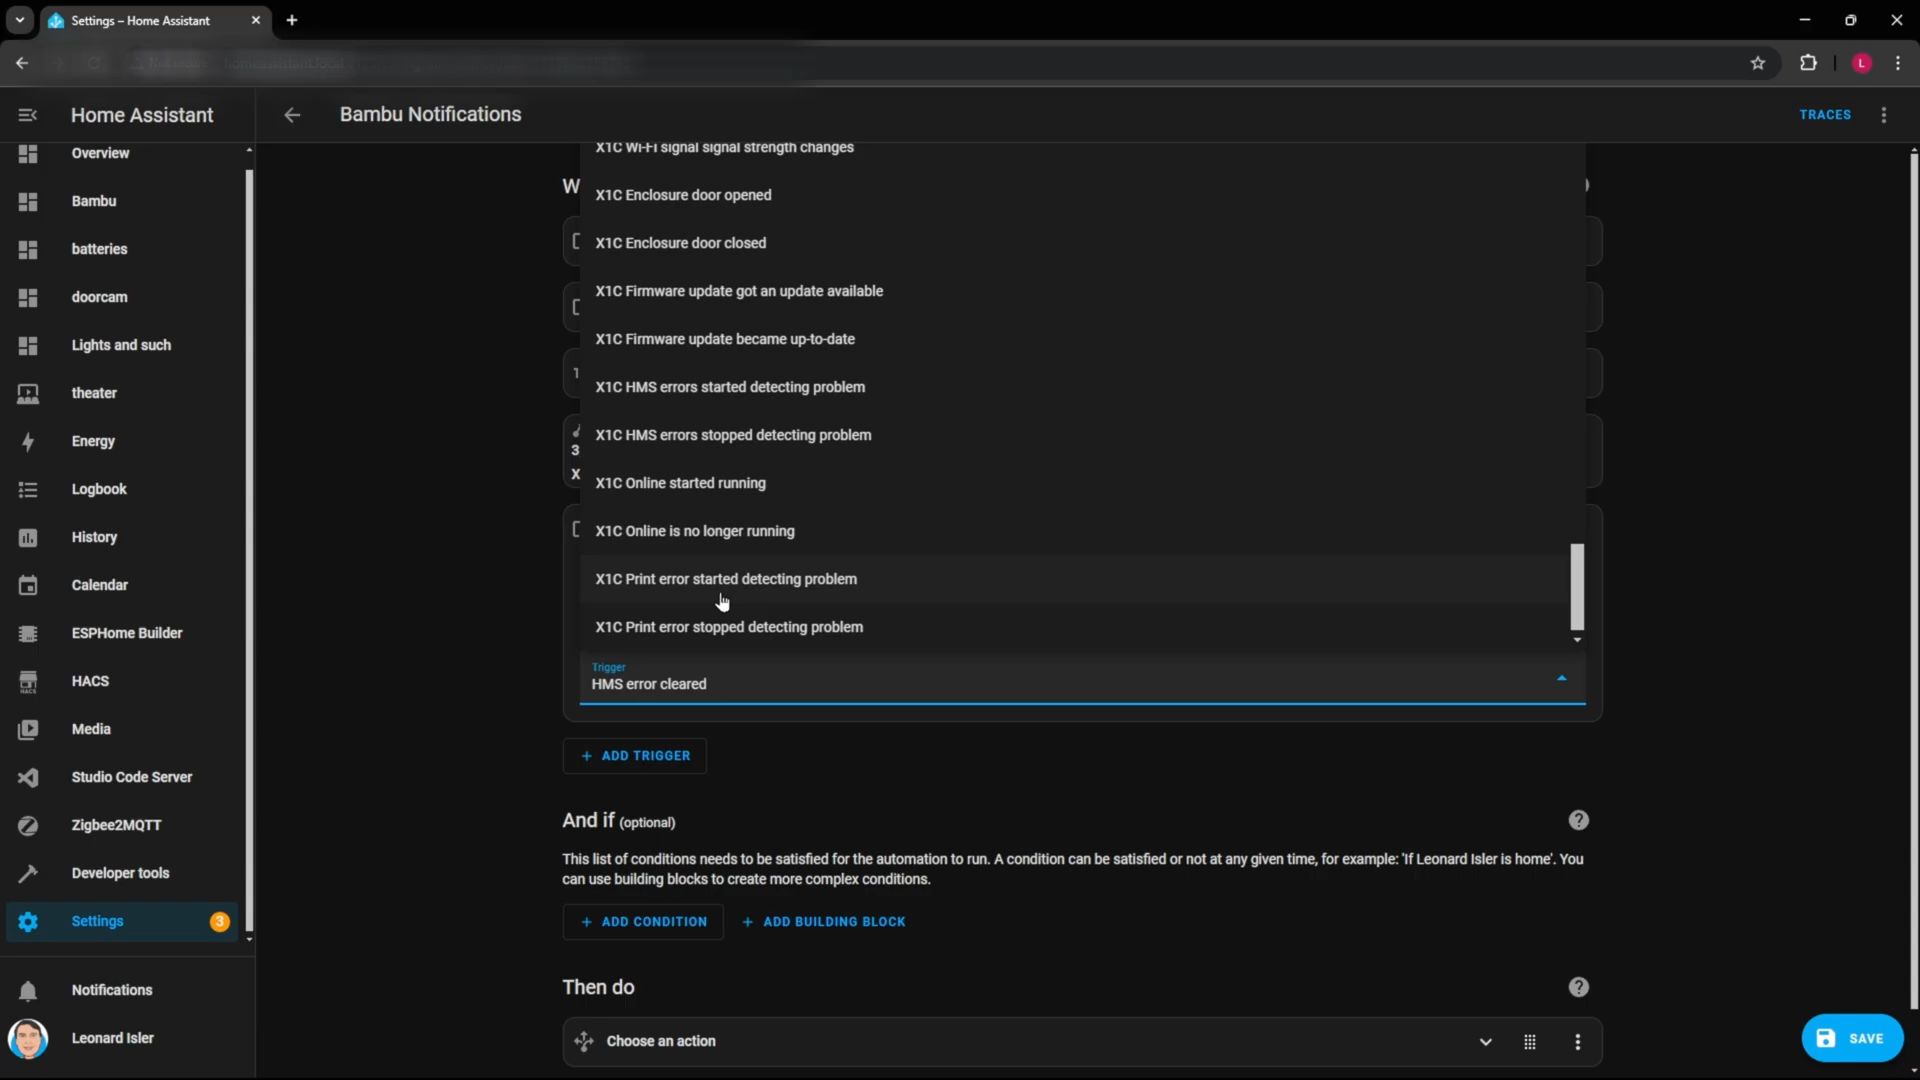 Settings – Home Assistant
L
Home Assistant
Bambu Notifications
TRACES
Overview
Bambu
batteries
doorcam
Lights and such
theater
Energy
Logbook
History
Calendar
ESPHome Builder
HACS
Media
Studio Code Server
Zigbee2MQTT
Developer tools
Settings
3
Notifications
Leonard Isler
W
3
X
X1C Wi-Fi signal signal strength changes
X1C Enclosure door opened
X1C Enclosure door closed
X1C Firmware update got an update available
X1C Firmware update became up-to-date
X1C HMS errors started detecting problem
X1C HMS errors stopped detecting problem
X1C Online started running
X1C Online is no longer running
X1C Print error started detecting problem
X1C Print error stopped detecting problem
Trigger
HMS error cleared
+ ADD TRIGGER
And if (optional)
This list of conditions needs to be satisfied for the automation to run. A condition can be satisfied or not at any given time, for example: 'If Leonard Isler is home'. You
can use building blocks to create more complex conditions.
+ ADD CONDITION
+ ADD BUILDING BLOCK
Then do
Choose an action
SAVE